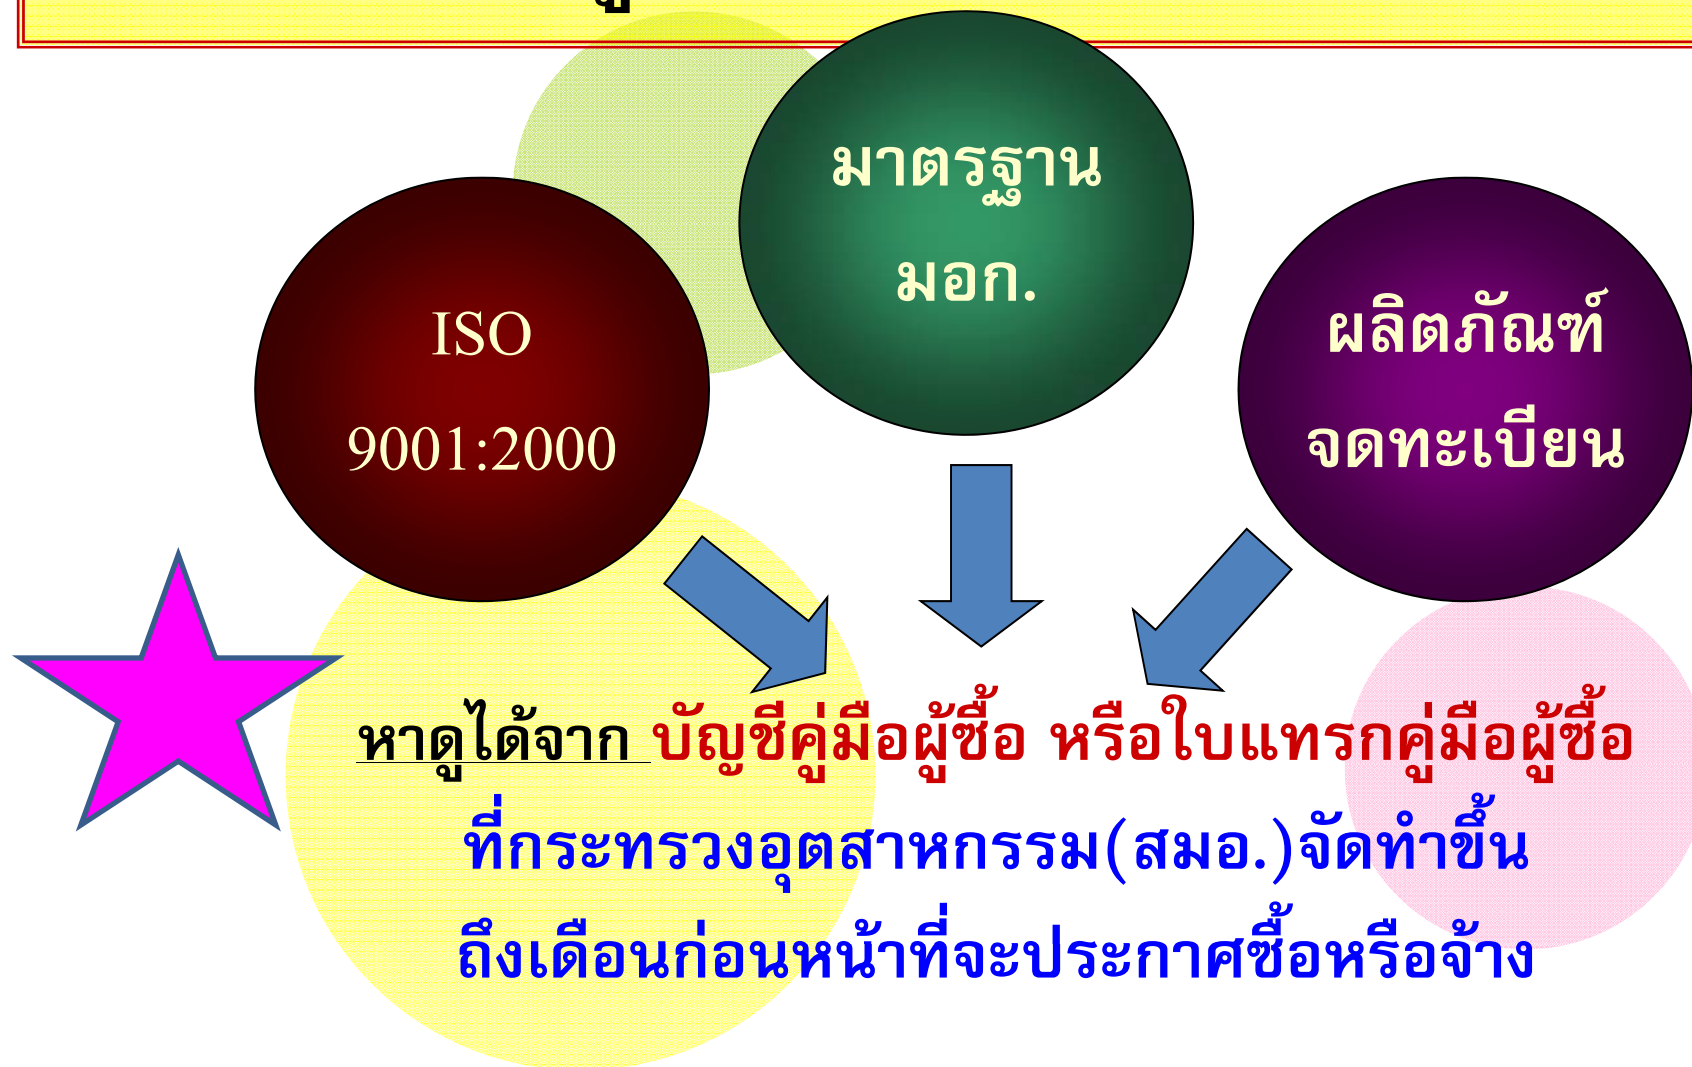 มาตรฐาน
มอก.
ISO
9001:2000
ผลิตภัณฑ์
จดทะเบียน
หาดูได้จาก บัญชีคู่มือผู้ซื้อ หรือใบแทรกคู่มือผู้ซื้อ
ที่กระทรวงอุตสาหกรรม(สมอ.)จัดทำขึ้น
ถึงเดือนก่อนหน้าที่จะประกาศซื้อหรือจ้าง